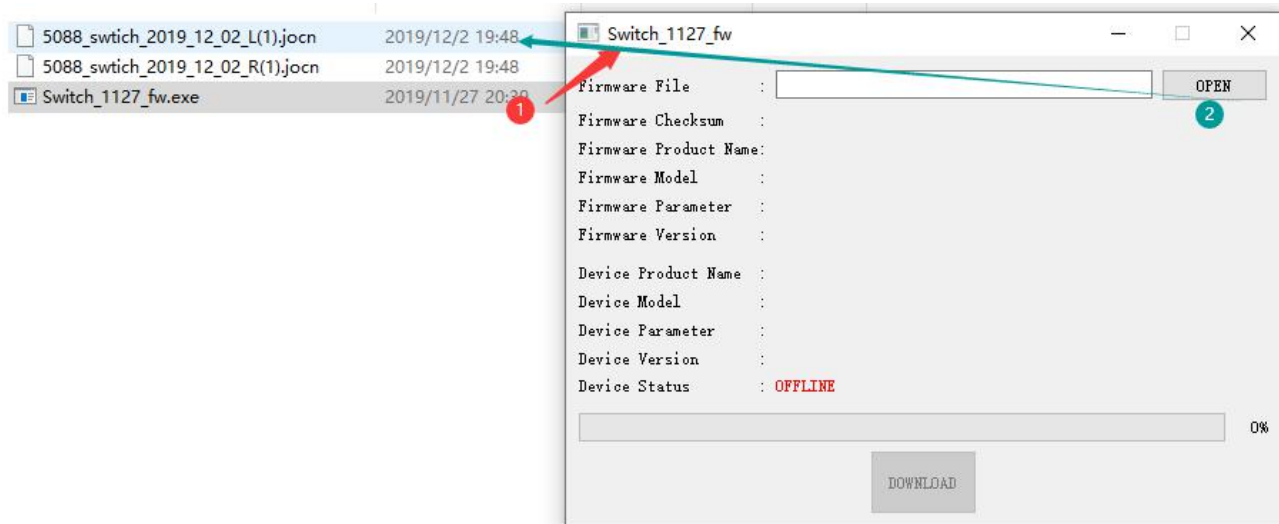 5088_swtich_2019_12_02_L(1).jocn 2019/12/2 19:48
5088_swtich_2019_12_02_R(1).jocn 2019/12/2 19:48
Switch_1127_fw.exe 2019/11/27 20:39
1
Switch_1127_fw
Firmware File : OPEN
2
Firmware Checksum :
Firmware Product Name:
Firmware Model :
Firmware Parameter :
Firmware Version :
Device Product Name :
Device Model :
Device Parameter :
Device Version :
Device Status : OFFLINE
0%
DOWNLOAD